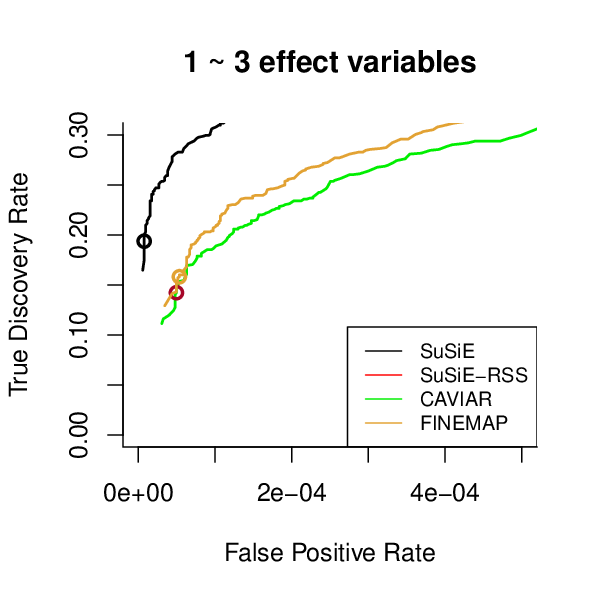 1 ~ 3 effect variables
True Discovery Rate
0.30
0.20
0.10
0.00
SuSiE
SuSiE−RSS
CAVIAR
FINEMAP
0e+00 2e−04 4e−04
False Positive Rate